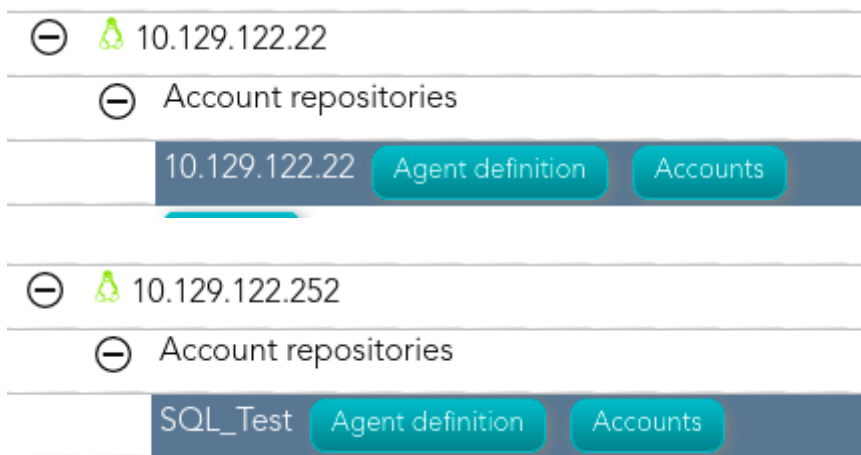 10.129.122.22
Account repositories
10.129.122.22 Agent definition Accounts
10.129.122.252
Account repositories
SQL_Test Agent definition Accounts